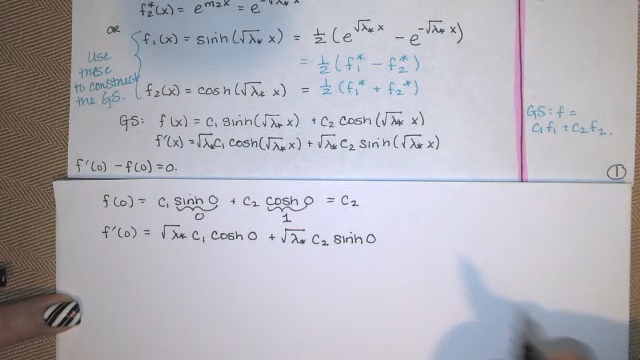 f₂*(x) = e^{m₂x} = e^{-√λ* x}
OR
f₁(x) = sinh(√λ* x) = 1/2 (e^{√λ* x} - e^{-√λ* x})
= 1/2 (f₁* - f₂*)
Use these to construct the GS.
f₂(x) = cosh(√λ* x) = 1/2 (f₁* + f₂*)
GS: f(x) = c₁ sinh(√λ* x) + c₂ cosh(√λ* x)
f'(x) = √λ* c₁ cosh(√λ* x) + √λ* c₂ sinh(√λ* x)
GS: f =
c₁f₁ + c₂f₂.
f'(0) - f(0) = 0.
1
f(0) = c₁ sinh 0 + c₂ cosh 0 = c₂
0 1
f'(0) = √λ* c₁ cosh 0 + √λ* c₂ sinh 0